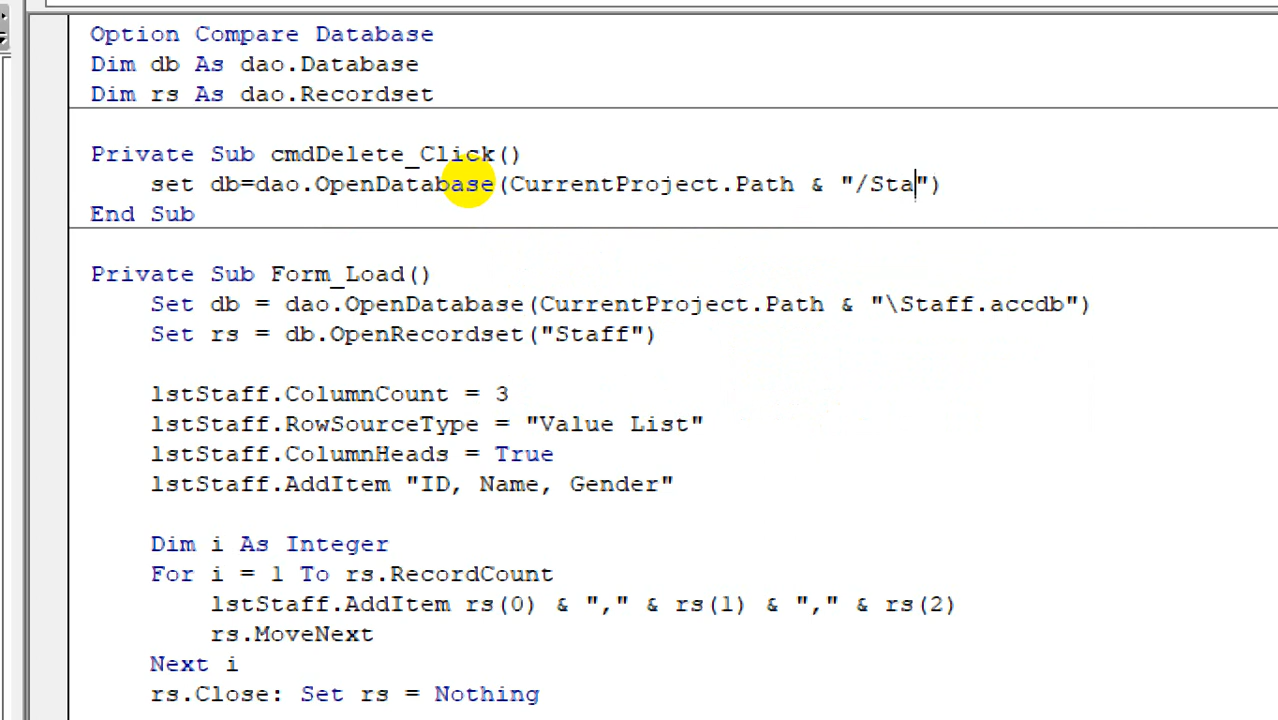 Option Compare Database
Dim db As dao.Database
Dim rs As dao.Recordset
Private Sub cmdDelete_Click()
    set db=dao.OpenDatabase(CurrentProject.Path & "/Sta")
End Sub
Private Sub Form_Load()
    Set db = dao.OpenDatabase(CurrentProject.Path & "\Staff.accdb")
    Set rs = db.OpenRecordset("Staff")
    lstStaff.ColumnCount = 3
    lstStaff.RowSourceType = "Value List"
    lstStaff.ColumnHeads = True
    lstStaff.AddItem "ID, Name, Gender"
    Dim i As Integer
    For i = 1 To rs.RecordCount
        lstStaff.AddItem rs(0) & "," & rs(1) & "," & rs(2)
        rs.MoveNext
    Next i
    rs.Close: Set rs = Nothing